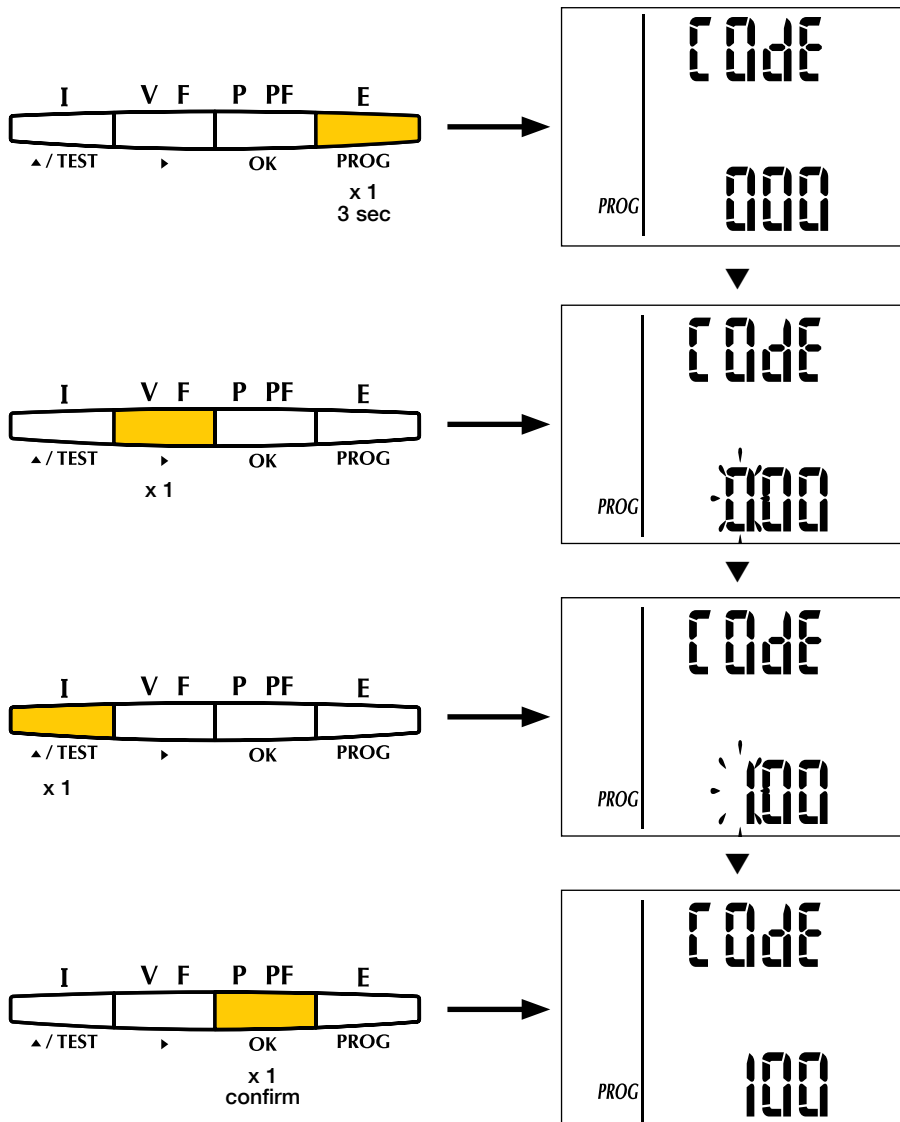 I V F P PF E
▲ / TEST ▶ OK PROG
x 1
3 sec
COdE
PROG 000
I V F P PF E
▲ / TEST ▶ OK PROG
x 1
COdE
PROG 000
I V F P PF E
▲ / TEST ▶ OK PROG
x 1
COdE
PROG 100
I V F P PF E
▲ / TEST ▶ OK PROG
x 1
confirm
COdE
PROG 100